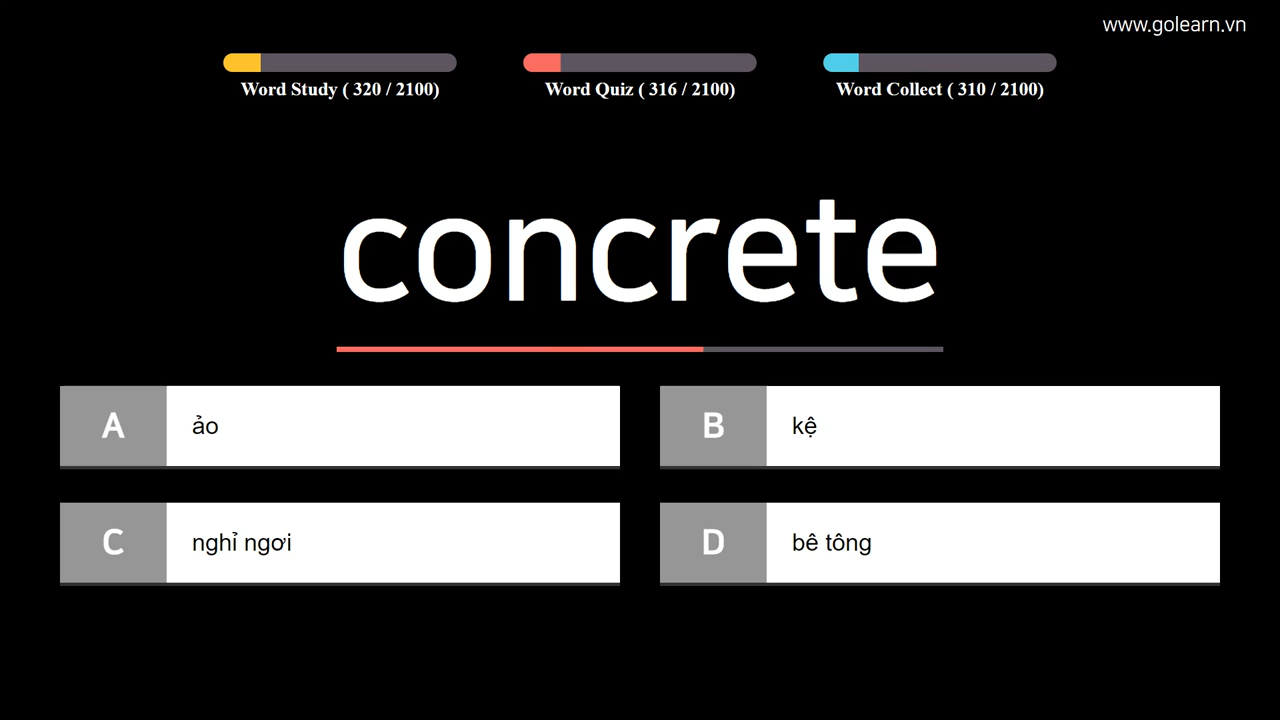 www.golearn.vn
Word Study ( 320 / 2100)
Word Quiz ( 316 / 2100)
Word Collect ( 310 / 2100)
concrete
A ảo
B kệ
C nghỉ ngơi
D bê tông